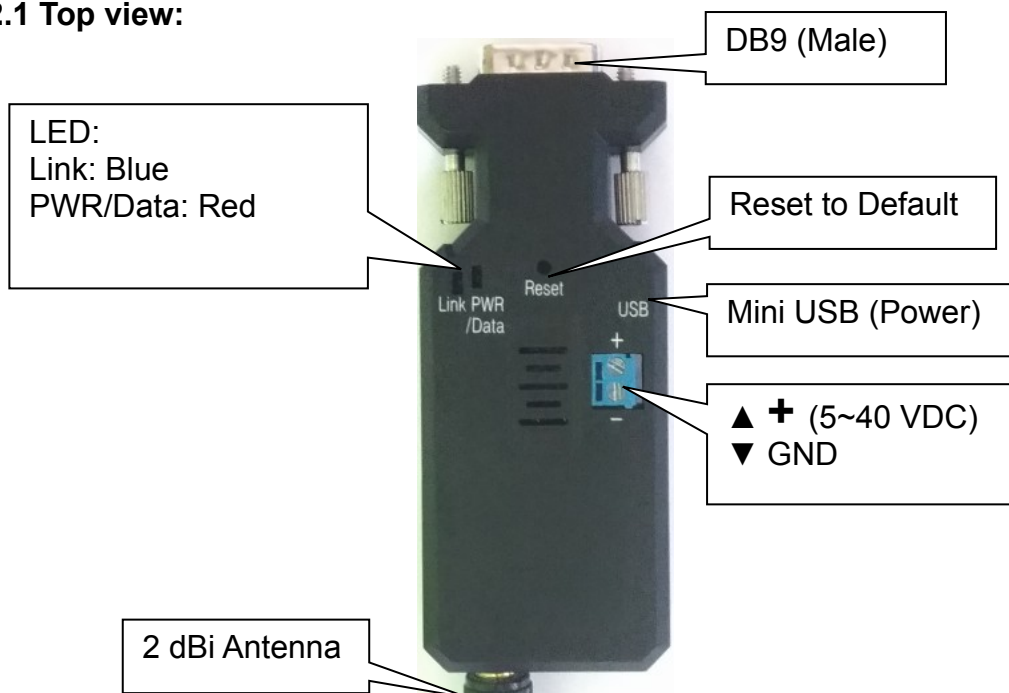 2.1 Top view:
DB9 (Male)
LED:
Link: Blue
PWR/Data: Red
Reset to Default
Reset
Link PWR
/Data
USB
Mini USB (Power)
+
-
▲ + (5~40 VDC)
▼ GND
2 dBi Antenna